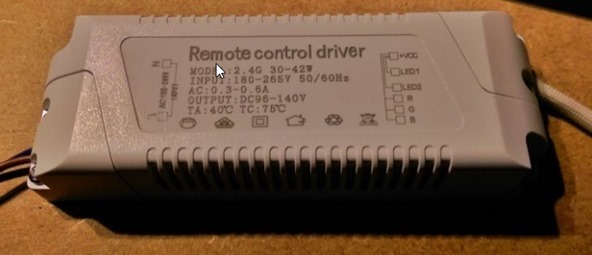 Remote control driver
MODEL:2.4G 30-42W
INPUT:180-265V 50/60Hz
AC:0.3-0.6A
OUTPUT:DC96-140V
TA:40℃ TC:75℃
N
L
INPUT
+VCC
LED1
LED2
R
G
B